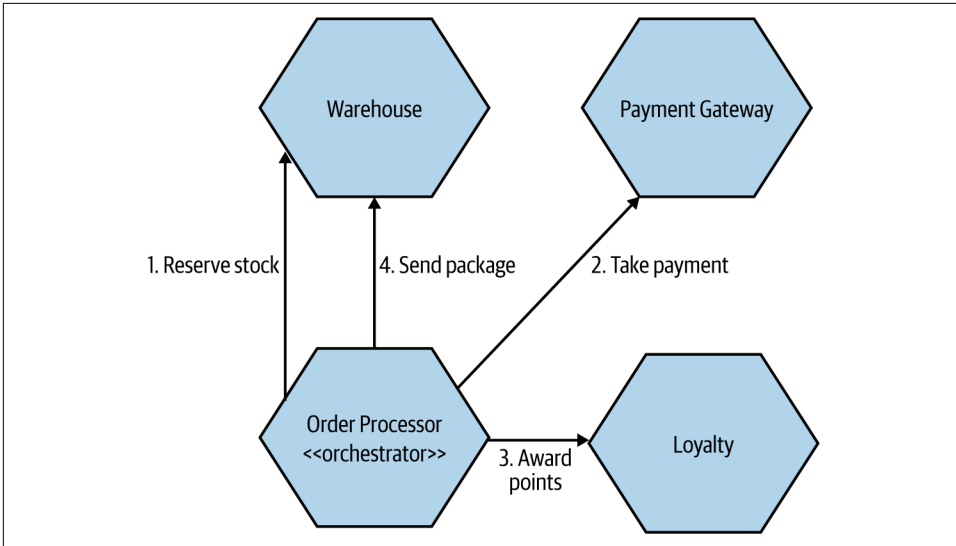 Warehouse
Payment Gateway
1. Reserve stock
4. Send package
2. Take payment
Order Processor
<<orchestrator>>
3. Award
points
Loyalty